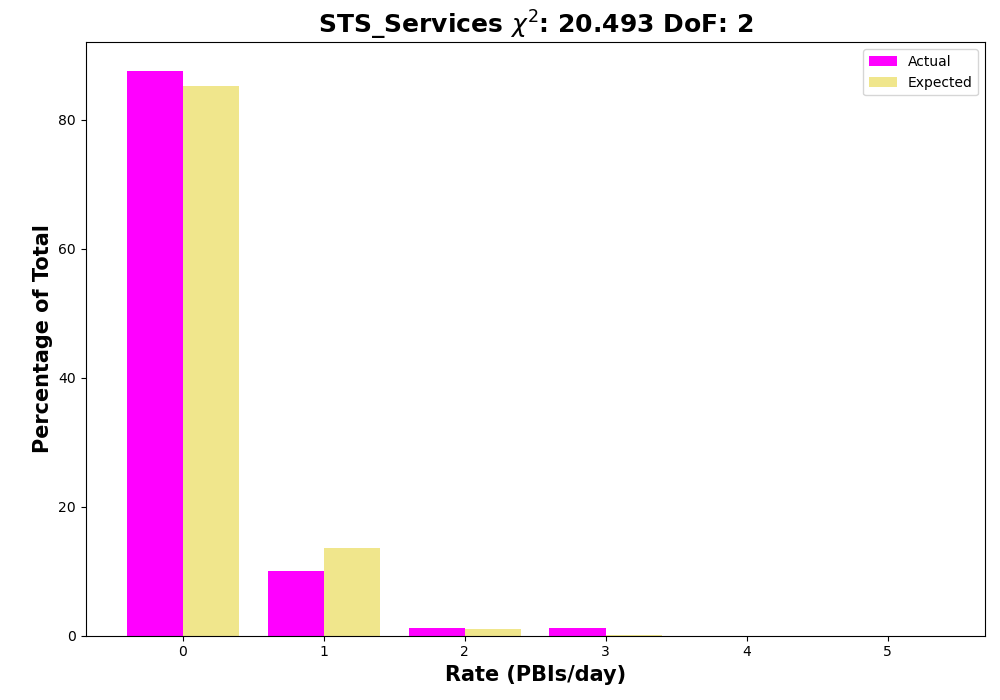 STS_Services χ²: 20.493 DoF: 2
Actual
Expected
Percentage of Total
80
60
40
20
0
0 1 2 3 4 5
Rate (PBIs/day)